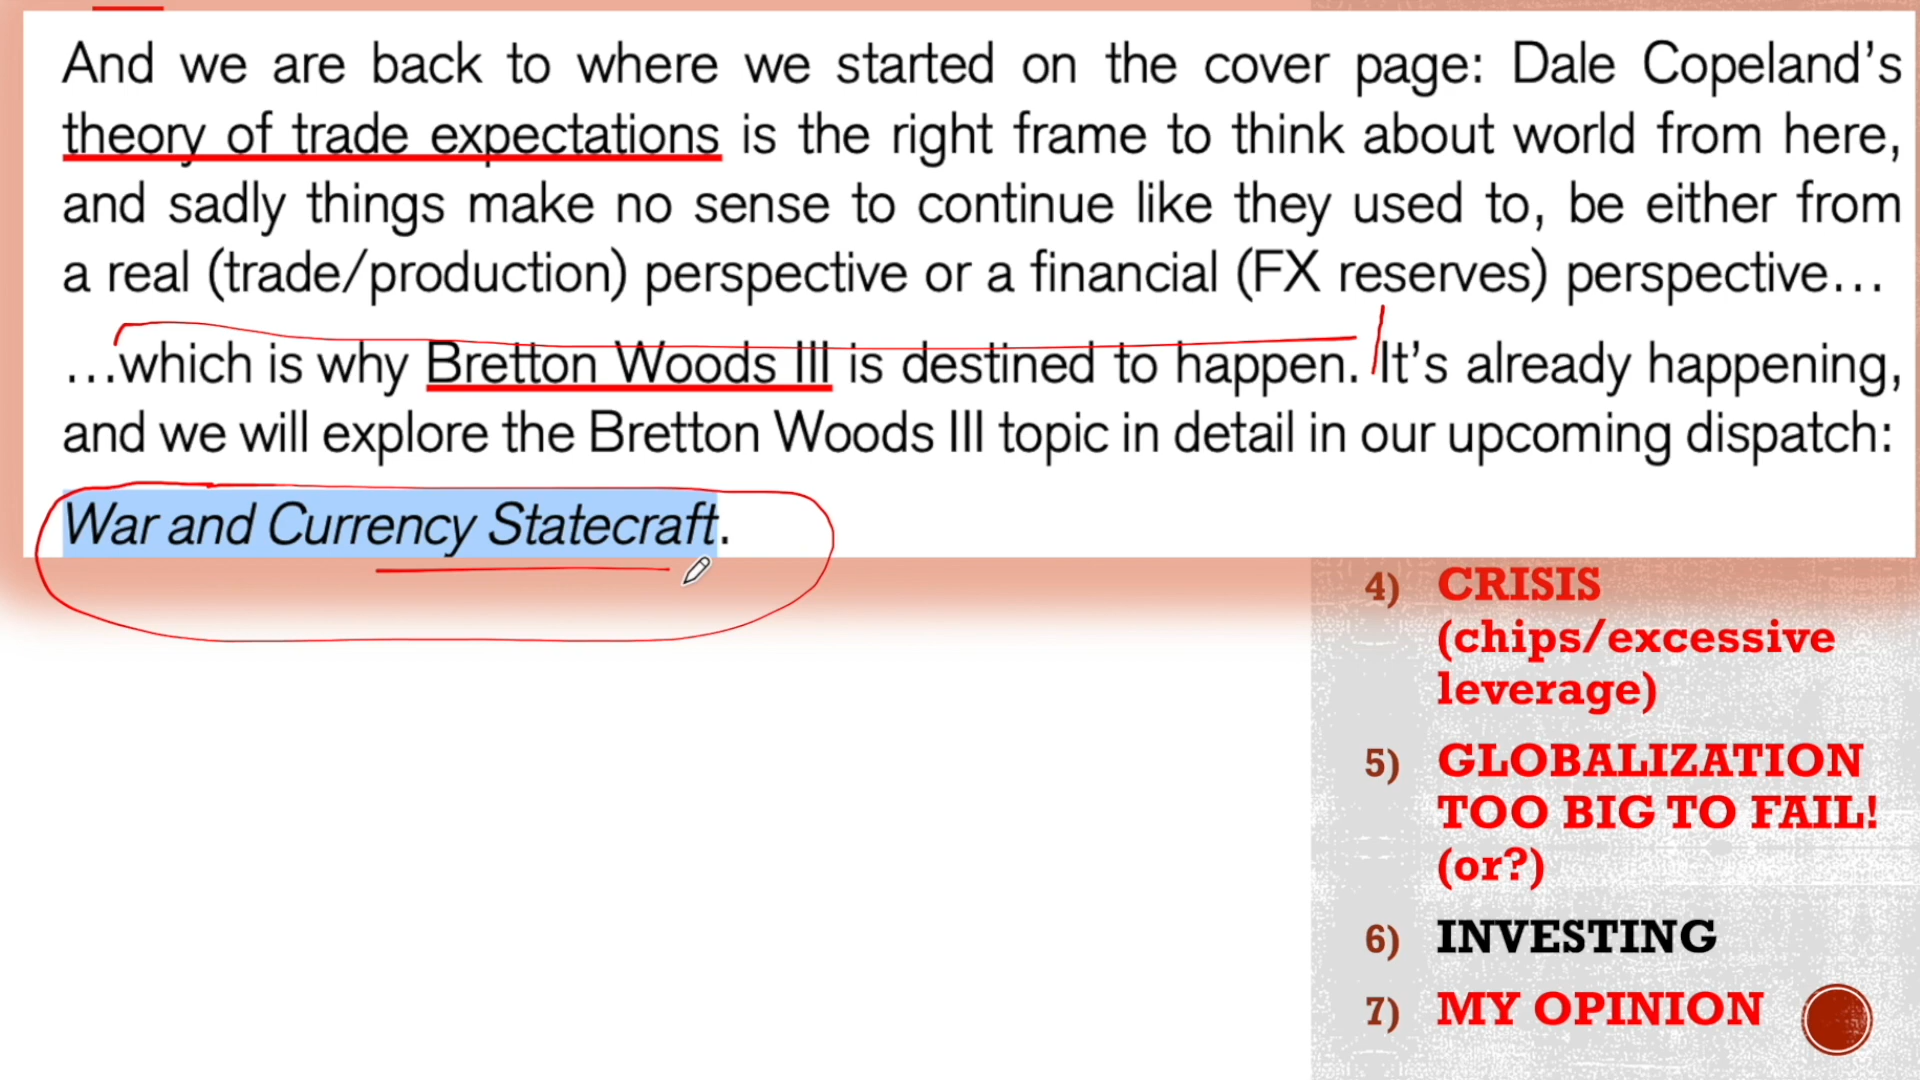 And we are back to where we started on the cover page: Dale Copeland’s
theory of trade expectations is the right frame to think about world from here,
and sadly things make no sense to continue like they used to, be either from
a real (trade/production) perspective or a financial (FX reserves) perspective…
…which is why Bretton Woods III is destined to happen. It’s already happening,
and we will explore the Bretton Woods III topic in detail in our upcoming dispatch:
War and Currency Statecraft.
4) CRISIS
(chips/excessive
leverage)
5) GLOBALIZATION
TOO BIG TO FAIL!
(or?)
6) INVESTING
7) MY OPINION